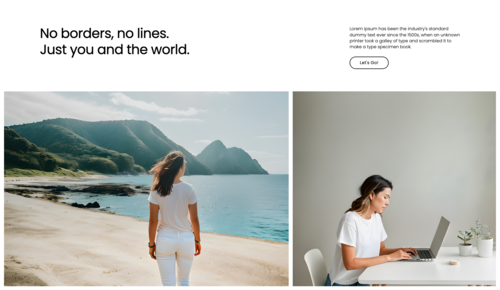 No borders, no lines.
Just you and the world.
Lorem Ipsum has been the industry's standard
dummy text ever since the 1500s, when an unknown
printer took a galley of type and scrambled it to
make a type specimen book.
Let's Go!